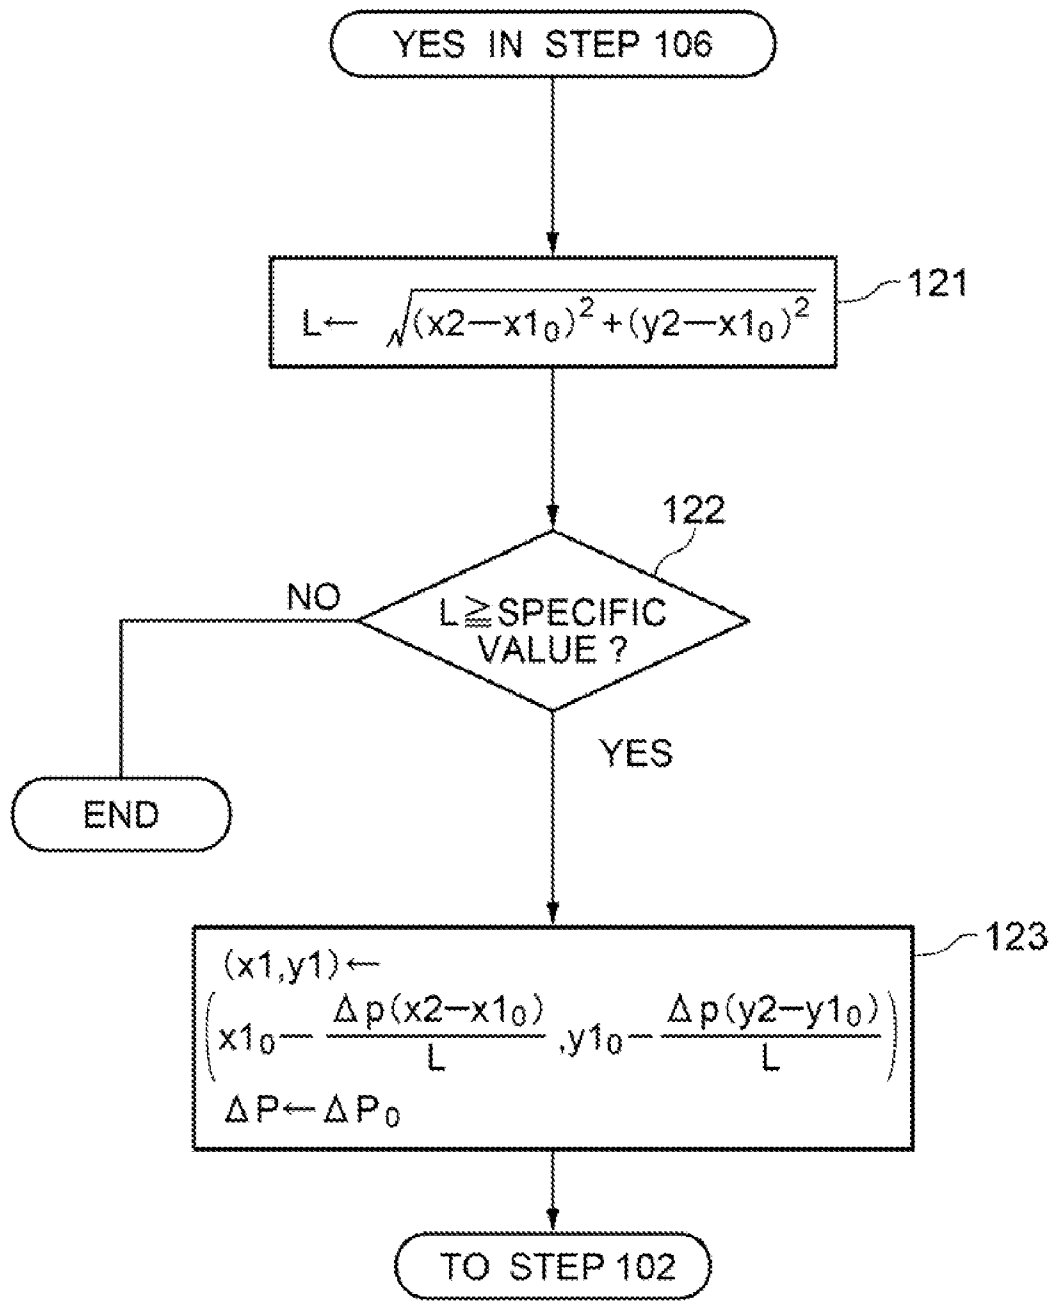 YES IN STEP 106
121
L← √(x2−x1₀)²+(y2−x1₀)²
122
NO
L≧SPECIFIC
VALUE ?
YES
END
123
(x1,y1)←
(x1₀− Δp(x2−x1₀)/L ,y1₀− Δp(y2−y1₀)/L)
ΔP←ΔP₀
TO STEP 102